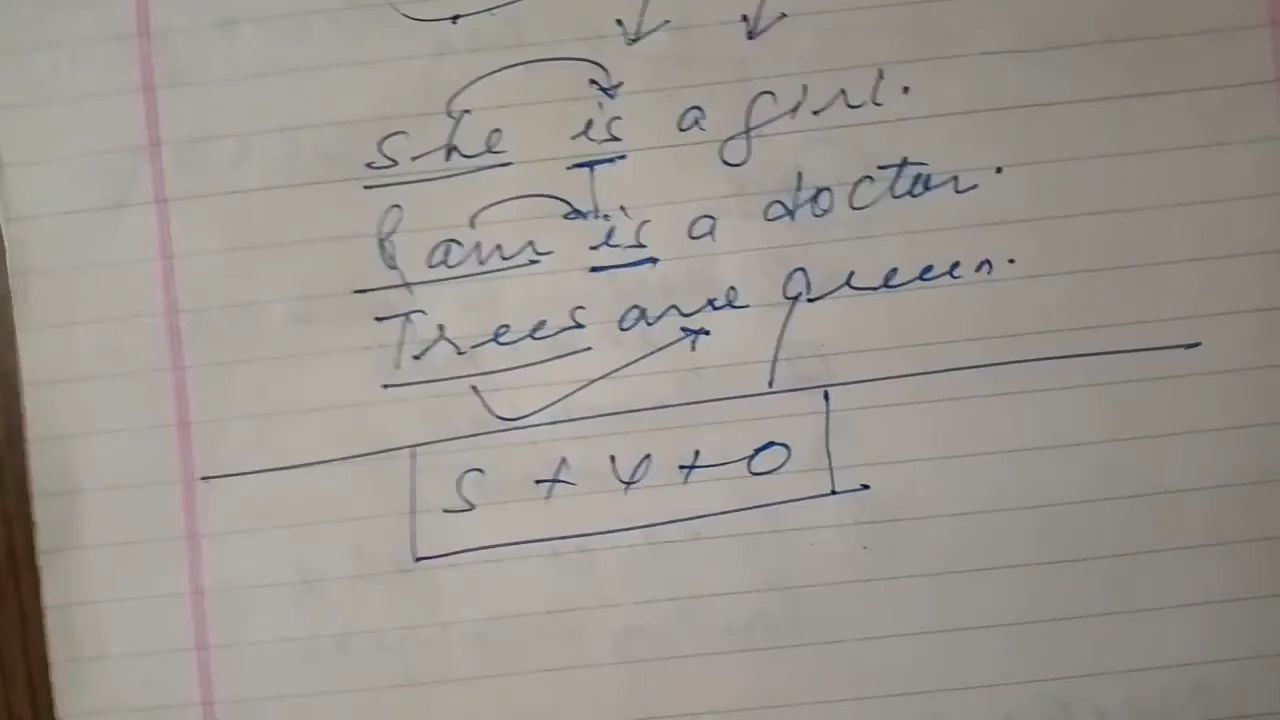 She is a girl.
Ram is a doctor.
Trees are green.
S + V + O